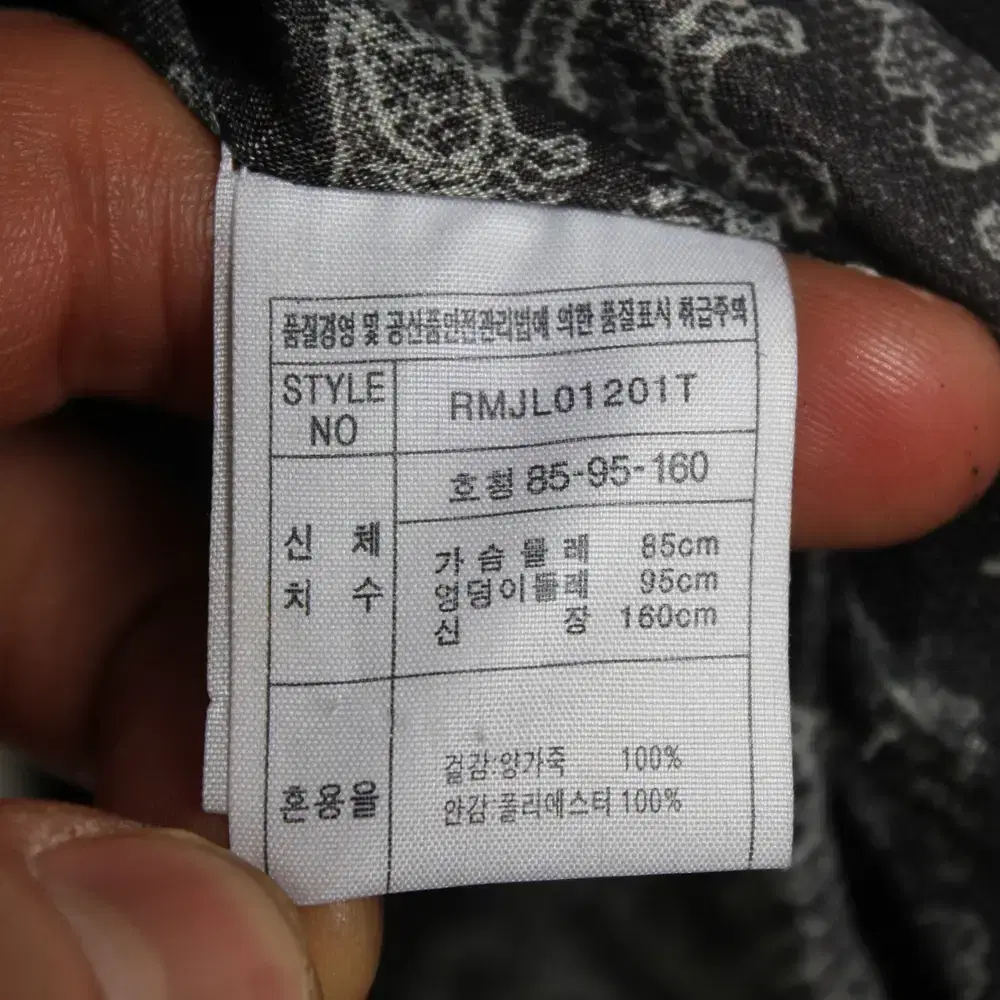 품질경영 및 공산품안전관리법에 의한 품질표시 취급주의
STYLE NO
RMJL01201T
호칭 85-95-160
신 체 치 수
가슴둘레 85cm
엉덩이둘레 95cm
신 장 160cm
혼용율
겉감:양가죽 100%
안감:폴리에스터 100%